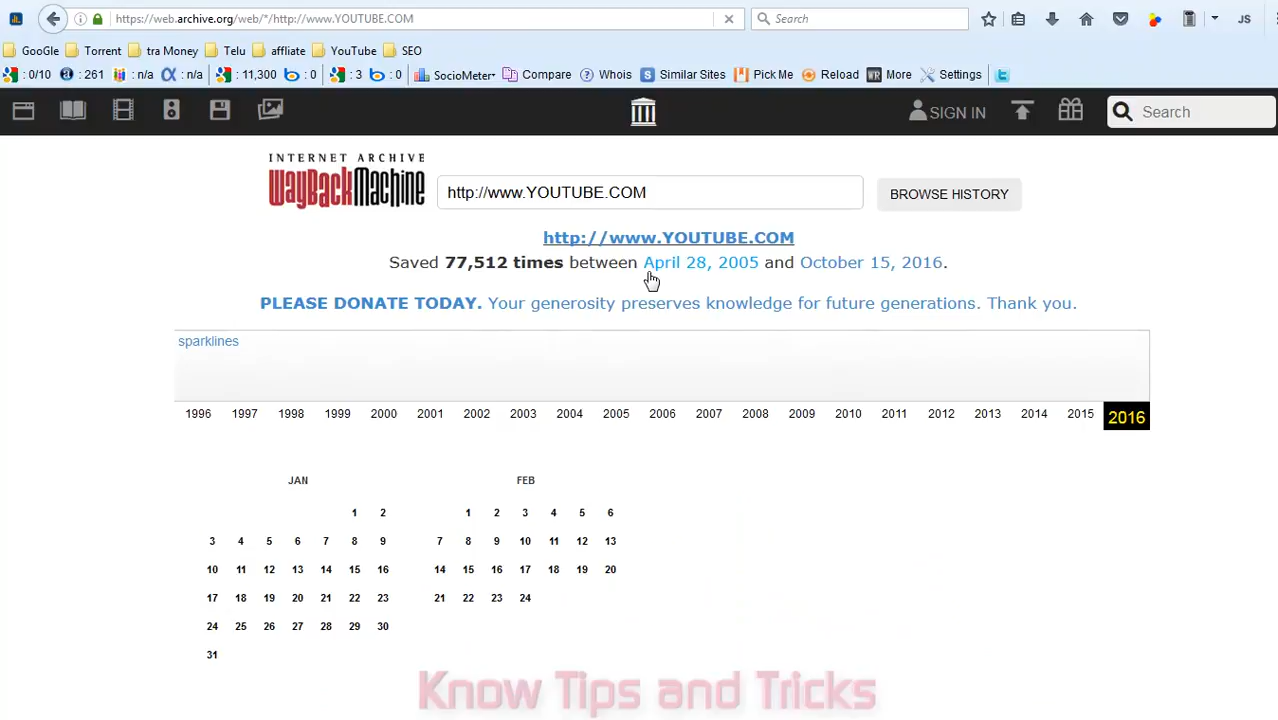 https://web.archive.org/web/*/http://www.YOUTUBE.COM
Search
JS
GooGle Torrent tra Money Telu affliate YouTube SEO
: 0/10 : 261 : n/a : n/a : 11,300 : 0 : 3 : 0 SocioMeter Compare Whois Similar Sites Pick Me Reload WR More Settings
SIGN IN Search
INTERNET ARCHIVE
WayBackMachine
http://www.YOUTUBE.COM
BROWSE HISTORY
http://www.YOUTUBE.COM
Saved 77,512 times between April 28, 2005 and October 15, 2016.
PLEASE DONATE TODAY. Your generosity preserves knowledge for future generations. Thank you.
sparklines
1996 1997 1998 1999 2000 2001 2002 2003 2004 2005 2006 2007 2008 2009 2010 2011 2012 2013 2014 2015 2016
JAN
1 2
3 4 5 6 7 8 9
10 11 12 13 14 15 16
17 18 19 20 21 22 23
24 25 26 27 28 29 30
31
FEB
1 2 3 4 5 6
7 8 9 10 11 12 13
14 15 16 17 18 19 20
21 22 23 24
Know Tips and Tricks